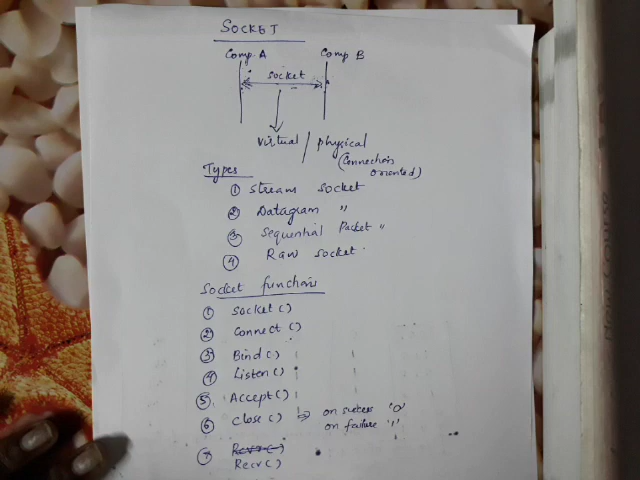 SOCKET
Comp. A Comp B
socket
virtual / physical
(Connection
oriented)
Types
① Stream Socket
② Datagram "
③ Sequential Packet "
④ Raw Socket
Socket functions
① Socket()
② Connect()
③ Bind()
④ Listen()
⑤ Accept()
⑥ Close() ⇒ on success '0'
on failure '1'
⑦ Recv()
Recv()